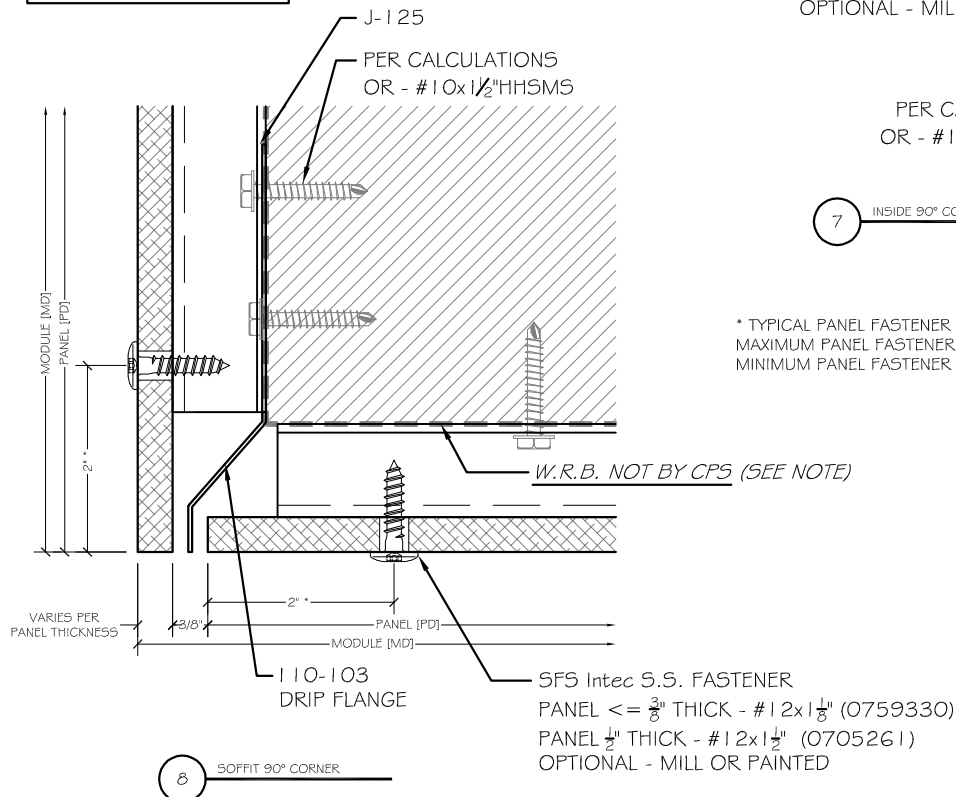 OPTIONAL - MIL
J-125
PER CALCULATIONS
OR - #10x1½"HHSMS
PER C
OR - #1
7
INSIDE 90° CO
* TYPICAL PANEL FASTENER
MAXIMUM PANEL FASTENER
MINIMUM PANEL FASTENER
MODULE [MD]
PANEL [PD]
2" *
W.R.B. NOT BY CPS (SEE NOTE)
VARIES PER
PANEL THICKNESS
3/8"
2" *
PANEL [PD]
MODULE [MD]
110-103
DRIP FLANGE
SFS Intec S.S. FASTENER
PANEL <= ⅜" THICK - #12x1⅛" (0759330)
PANEL ½" THICK - #12x1½" (0705261)
OPTIONAL - MILL OR PAINTED
8
SOFFIT 90° CORNER